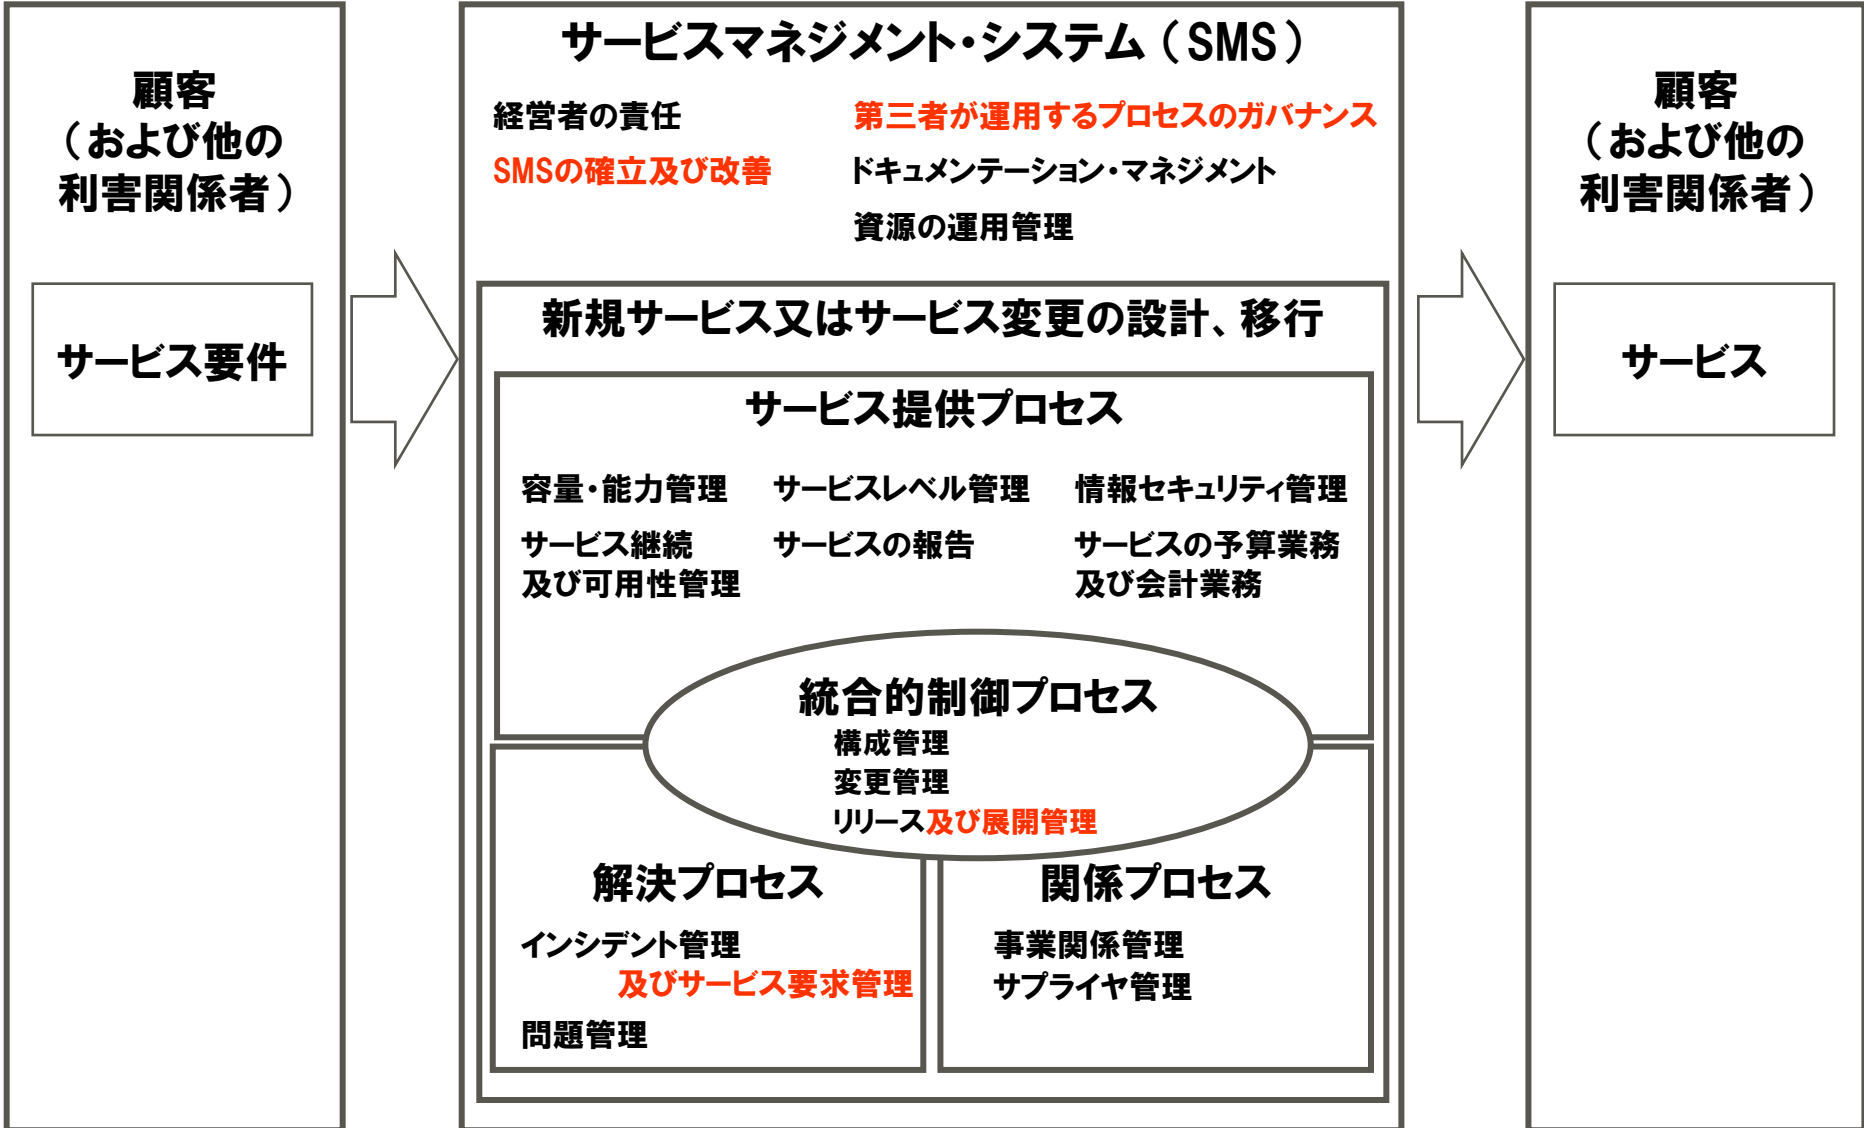 顧客
（および他の
利害関係者）
サービス要件
サービスマネジメント・システム（SMS）
経営者の責任
SMSの確立及び改善
第三者が運用するプロセスのガバナンス
ドキュメンテーション・マネジメント
資源の運用管理
新規サービス又はサービス変更の設計、移行
サービス提供プロセス
容量・能力管理
サービス継続
及び可用性管理
サービスレベル管理
サービスの報告
情報セキュリティ管理
サービスの予算業務
及び会計業務
統合的制御プロセス
構成管理
変更管理
リリース及び展開管理
解決プロセス
インシデント管理
及びサービス要求管理
問題管理
関係プロセス
事業関係管理
サプライヤ管理
顧客
（および他の
利害関係者）
サービス